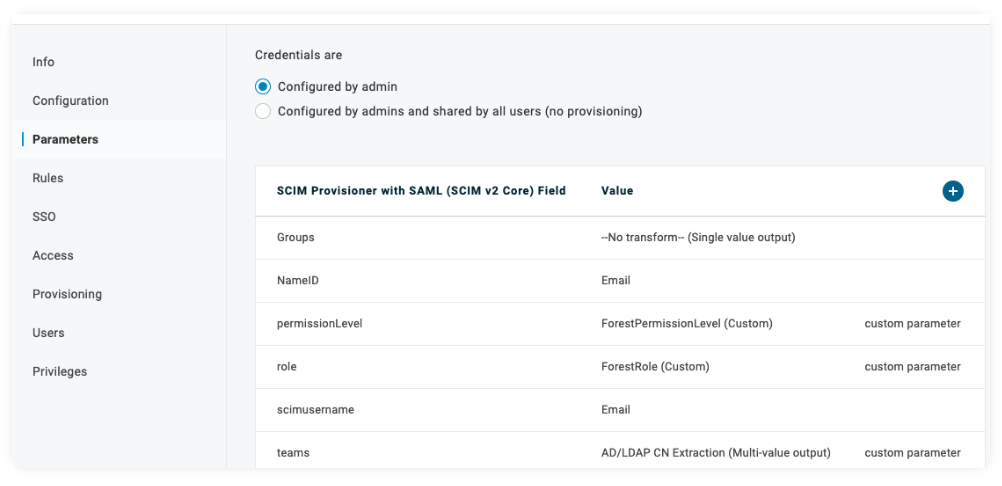 Info
Configuration
Parameters
Rules
SSO
Access
Provisioning
Users
Privileges
Credentials are
Configured by admin
Configured by admins and shared by all users (no provisioning)
SCIM Provisioner with SAML (SCIM v2 Core) Field Value
Groups --No transform-- (Single value output)
NameID Email
permissionLevel ForestPermissionLevel (Custom) custom parameter
role ForestRole (Custom) custom parameter
scimusername Email
teams AD/LDAP CN Extraction (Multi-value output) custom parameter